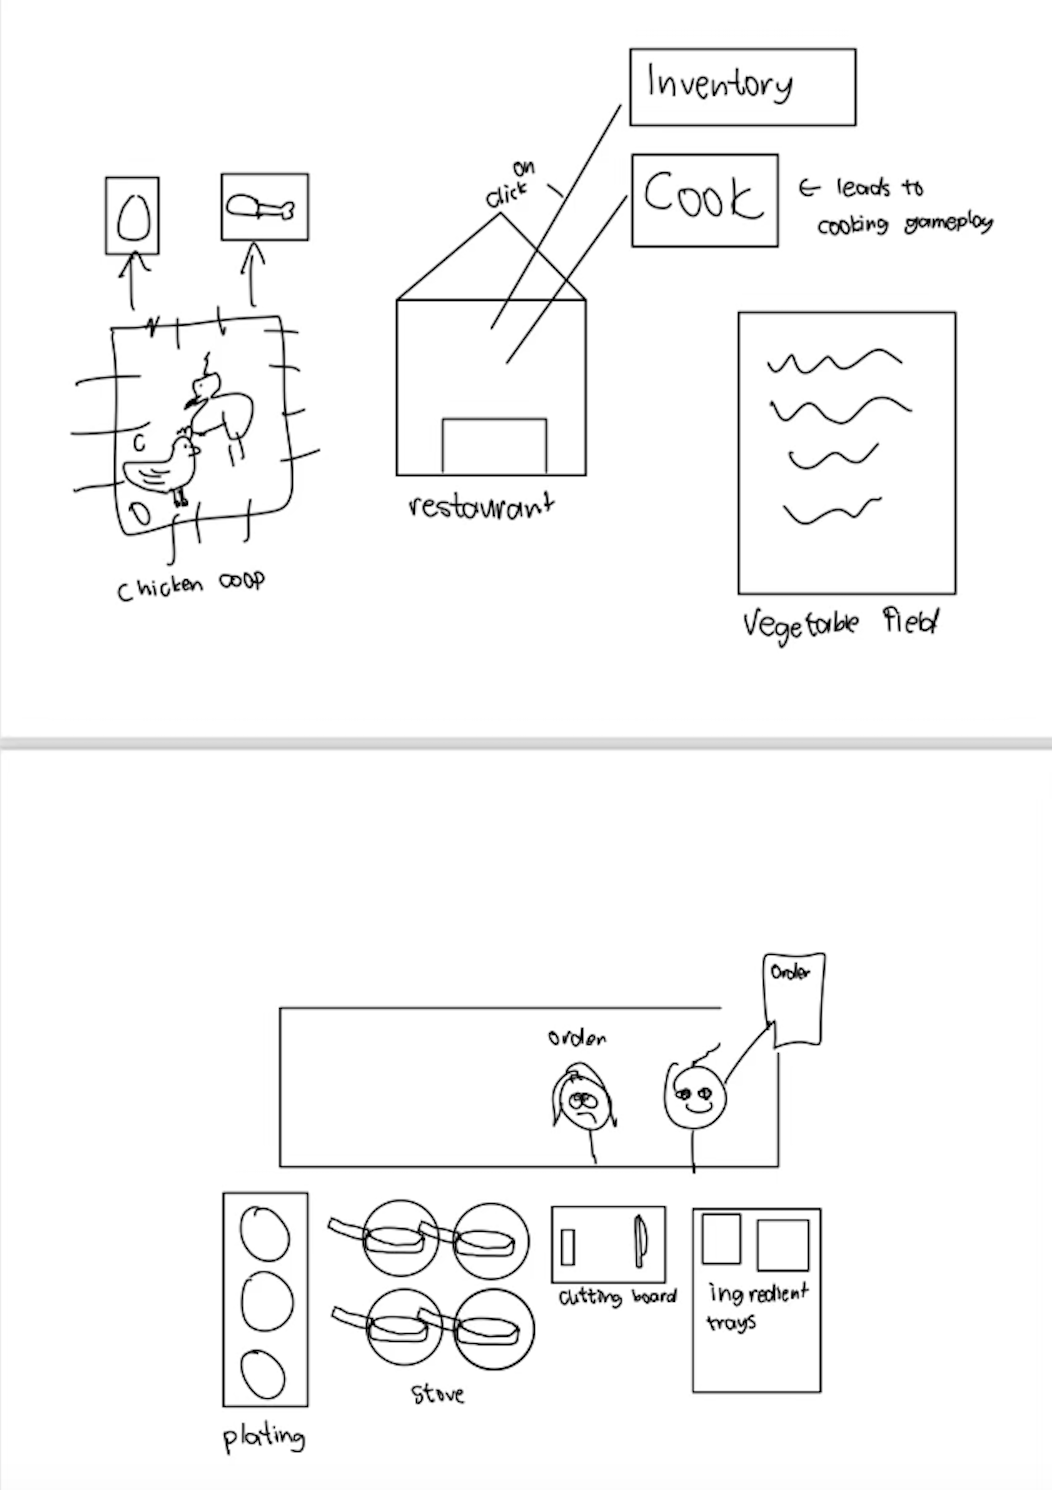 Inventory
on
click
Cook
← leads to
cooking gameplay
C
D
restaurant
Chicken coop
Vegetable field
Order
order
cutting board
ingredient
trays
Stove
plating